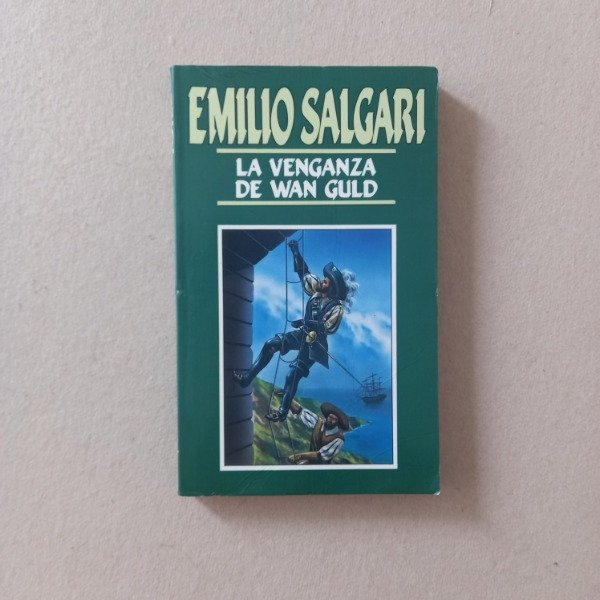 EMILIO SALGARI
LA VENGANZA
DE WAN GULD